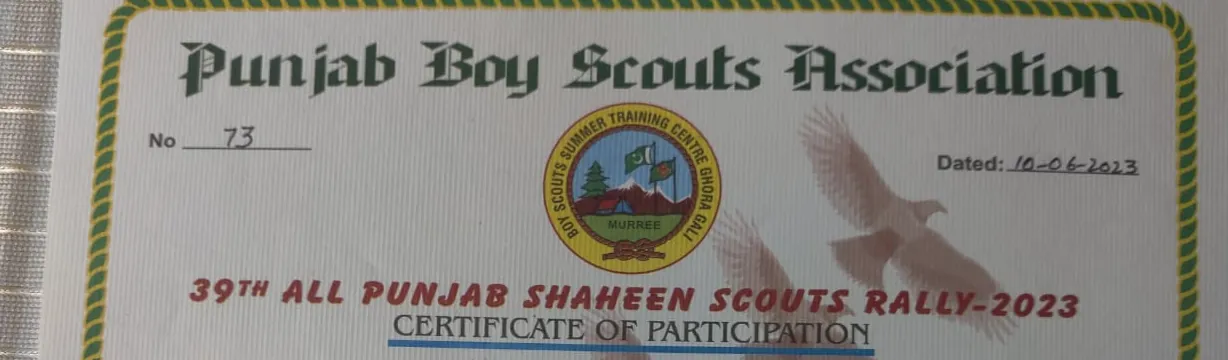 Punjab Boy Scouts Association
No 73
Dated: 10-06-2023
BOY SCOUTS SUMMER TRAINING CENTRE GHORA GALI
MURREE
39TH ALL PUNJAB SHAHEEN SCOUTS RALLY-2023
CERTIFICATE OF PARTICIPATION